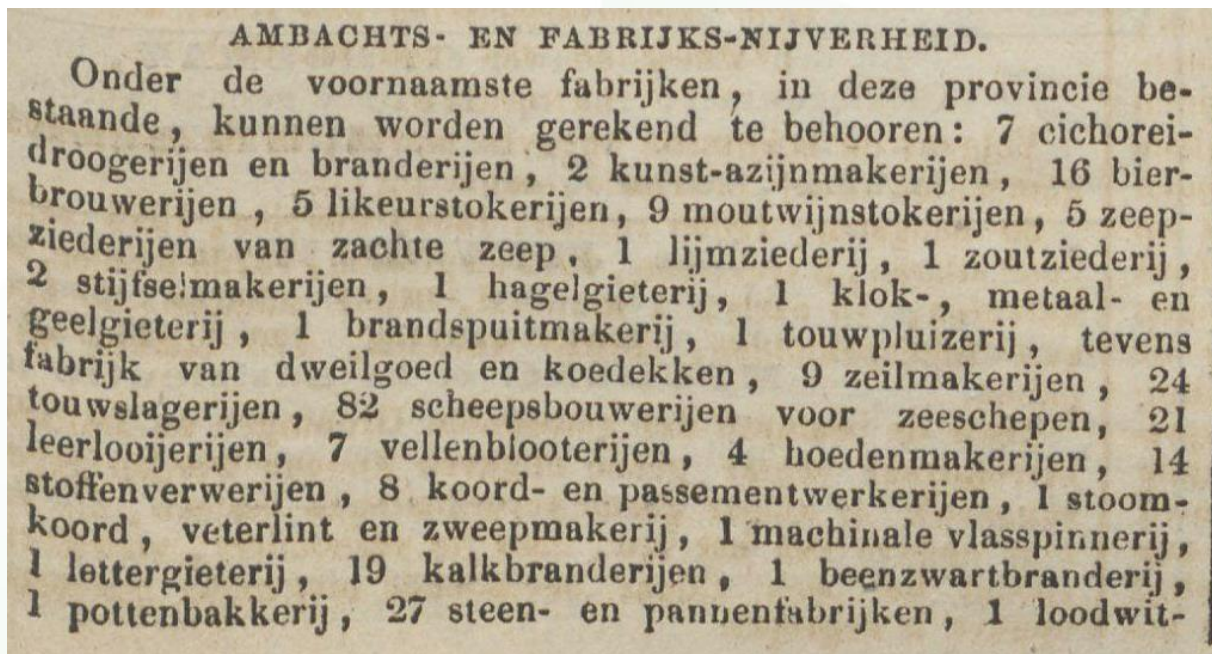 AMBACHTS- EN FABRIJKS-NIJVERHEID.
Onder de voornaamste fabrijken, in deze provincie be-
staande, kunnen worden gerekend te behooren: 7 cichorei-
droogerijen en branderijen, 2 kunst-azijnmakerijen, 16 bier-
brouwerijen, 5 likeurstokerijen, 9 moutwijnstokerijen, 5 zeep-
ziederijen van zachte zeep, 1 lijmziederij, 1 zoutziederij,
2 stijfselmakerijen, 1 hagelgieterij, 1 klok-, metaal- en
geelgieterij, 1 brandspuitmakerij, 1 touwpluizerij, tevens
fabrijk van dweilgoed en koedekken, 9 zeilmakerijen, 24
touwslagerijen, 82 scheepsbouwerijen voor zeeschepen, 21
leerlooijerijen, 7 vellenblooterijen, 4 hoedenmakerijen, 14
stoffenverwerijen, 8 koord- en passementwerkerijen, 1 stoom-
koord, veterlint en zweepmakerij, 1 machinale vlasspinnerij,
1 lettergieterij, 19 kalkbranderijen, 1 beenzwartbranderij,
1 pottenbakkerij, 27 steen- en pannenfabrijken, 1 loodwit-